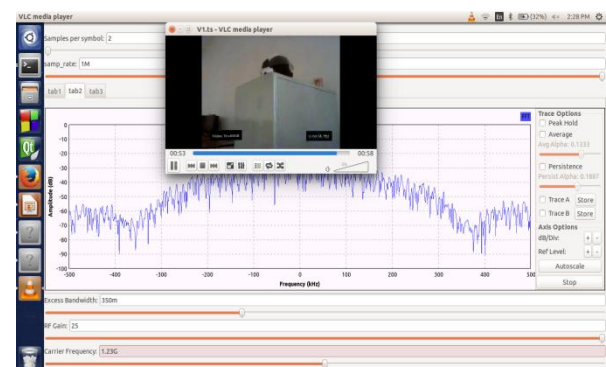 VLC media player
(32%)
2:28 PM
Samples per symbol: 2
samp_rate: 1M
tab1 tab2 tab3
V1.ts - VLC media player
00:53
00:58
FFT
Trace Options
Peak Hold
Average
Avg Alpha: 0.1333
Persistence
Persist Alpha: 0.1887
Trace A Store
Trace B Store
Axis Options
dB/Div: + -
Ref Level: + -
Autoscale
Stop
Amplitude (dB)
0
-10
-20
-30
-40
-50
-60
-70
-80
-90
-100
-500 -400 -300 -200 -100 0 100 200 300 400 500
Frequency (kHz)
Excess Bandwidth: 350m
RF Gain: 25
Carrier Frequency: 1.23G